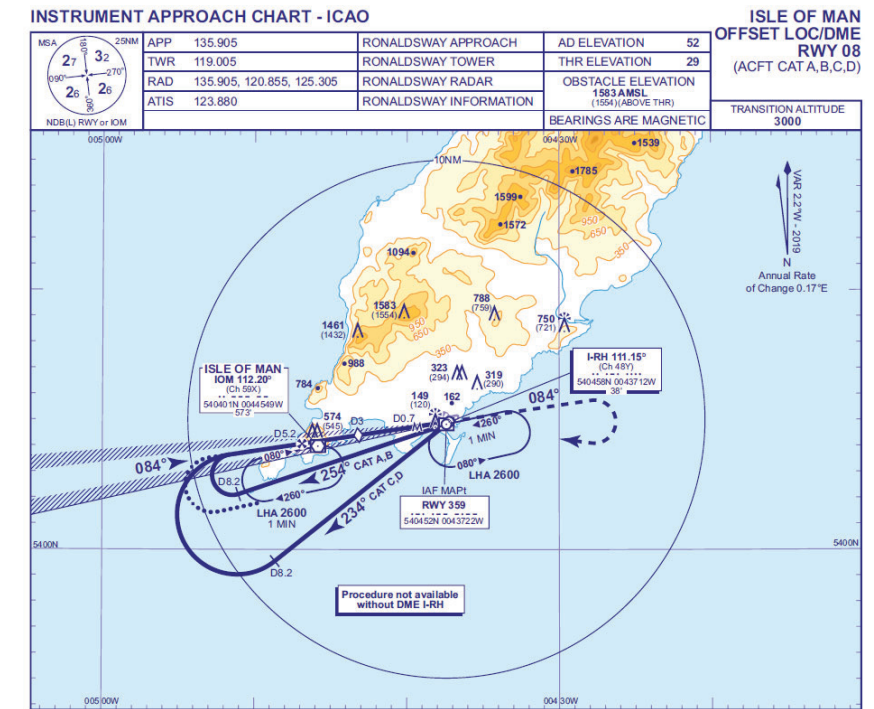 INSTRUMENT APPROACH CHART - ICAO
ISLE OF MAN
OFFSET LOC/DME
RWY 08
(ACFT CAT A,B,C,D)
MSA
25NM
180°
27
32
090°
270°
26
26
360°
NDB(L) RWY or IOM
APP 135.905 RONALDSWAY APPROACH
TWR 119.005 RONALDSWAY TOWER
RAD 135.905, 120.855, 125.305 RONALDSWAY RADAR
ATIS 123.880 RONALDSWAY INFORMATION
AD ELEVATION 52
THR ELEVATION 29
OBSTACLE ELEVATION
1583 AMSL
(1554)(ABOVE THR)
BEARINGS ARE MAGNETIC
TRANSITION ALTITUDE
3000
005 00W
004 30W
10NM
1539
1785
1599
1572
950
650
350
VAR 2.2°W - 2019
N
Annual Rate
of Change 0.17°E
1094
1583
(1554)
950
650
350
1461
(1432)
988
788
(759)
750
(721)
323
(294)
319
(290)
784
149
(120)
162
574
(545)
ISLE OF MAN
IOM 112.20°
(Ch 59X)
540401N 0044549W
573'
I-RH 111.15°
(Ch 48Y)
540458N 0043712W
38'
D5.2
D3
D0.7
084°
260°
1 MIN
080°
LHA 2600
084°
080°
254° CAT A,B
D8.2
260°
LHA 2600
1 MIN
234° CAT C,D
D8.2
IAF MAPt
RWY 359
540452N 0043722W
5400N
5400N
Procedure not available
without DME I-RH
005 00W
004 30W